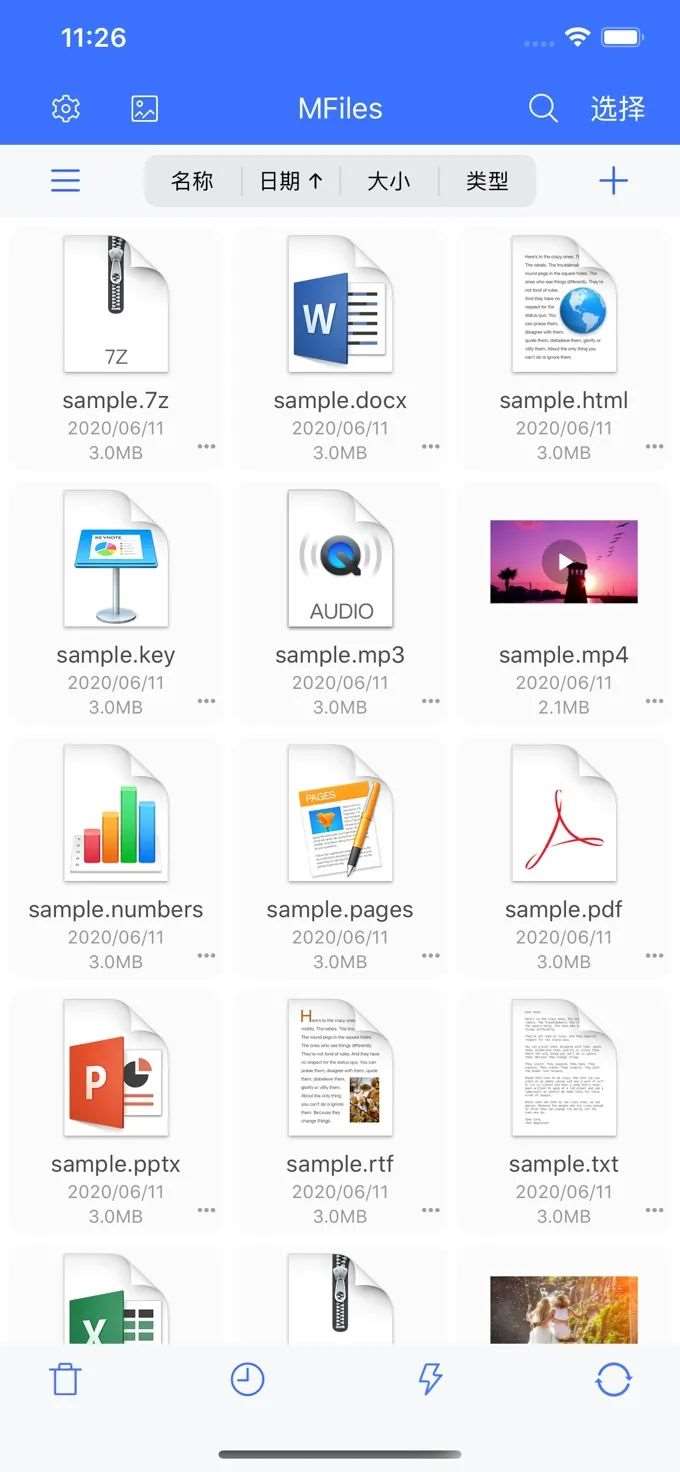 11:26
MFiles
选择
名称 日期↑ 大小 类型
7Z
sample.7z
2020/06/11
3.0MB
W
sample.docx
2020/06/11
3.0MB
sample.html
2020/06/11
3.0MB
KEYNOTE
sample.key
2020/06/11
3.0MB
AUDIO
sample.mp3
2020/06/11
3.0MB
sample.mp4
2020/06/11
2.1MB
sample.numbers
2020/06/11
3.0MB
PAGES
sample.pages
2020/06/11
3.0MB
sample.pdf
2020/06/11
3.0MB
P
sample.pptx
2020/06/11
3.0MB
sample.rtf
2020/06/11
3.0MB
sample.txt
2020/06/11
3.0MB
X